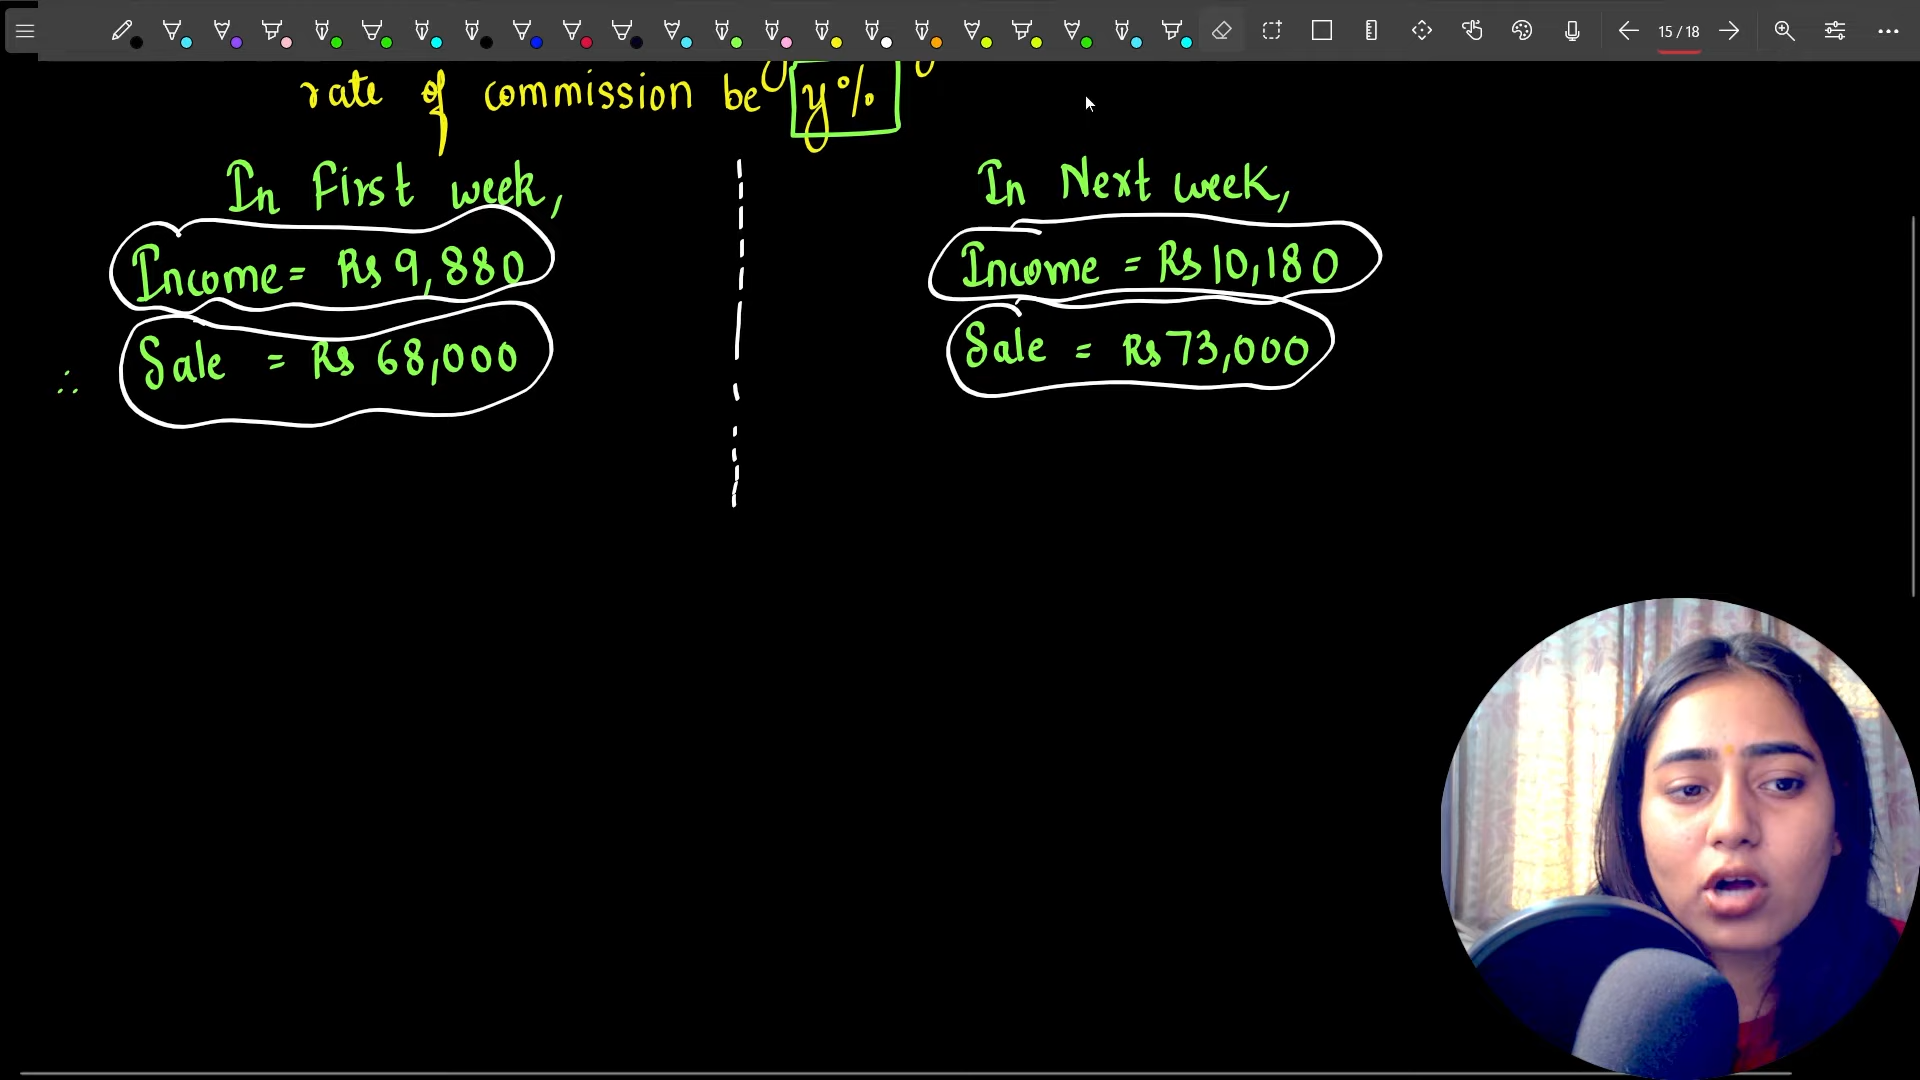 15 / 18
rate of commission be y%
In First week,
Income = Rs 9,880
∴ Sale = Rs 68,000
In Next week,
Income = Rs 10,180
Sale = Rs 73,000